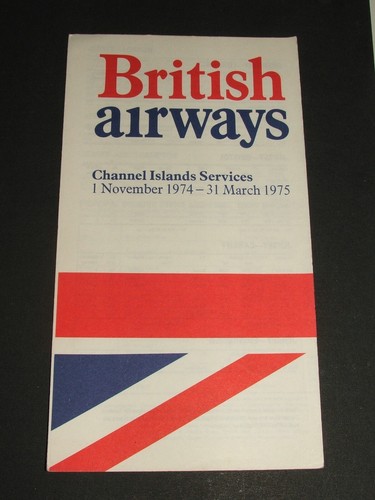 British
airways
Channel Islands Services
1 November 1974 – 31 March 1975